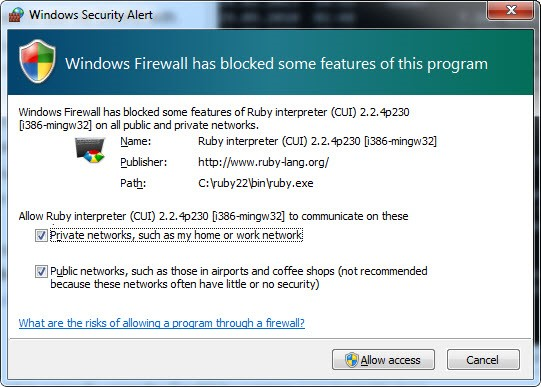 Windows Security Alert
Windows Firewall has blocked some features of this program
Windows Firewall has blocked some features of Ruby interpreter (CUI) 2.2.4p230
[i386-mingw32] on all public and private networks.
Name: Ruby interpreter (CUI) 2.2.4p230 [i386-mingw32]
Publisher: http://www.ruby-lang.org/
Path: C:\ruby22\bin\ruby.exe
Allow Ruby interpreter (CUI) 2.2.4p230 [i386-mingw32] to communicate on these
Private networks, such as my home or work network
Public networks, such as those in airports and coffee shops (not recommended
because these networks often have little or no security)
What are the risks of allowing a program through a firewall?
Allow access Cancel